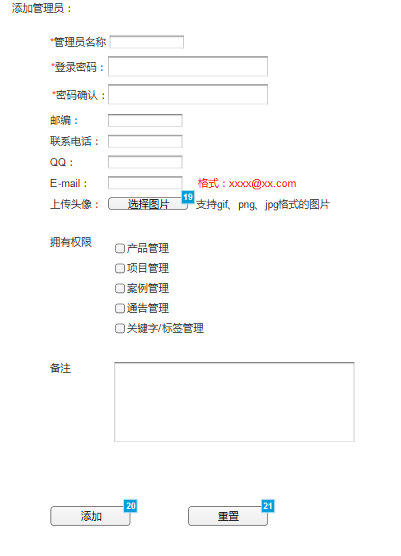 添加管理员：
*管理员名称
*登录密码：
*密码确认：
邮编：
联系电话：
QQ：
E-mail： 格式：xxxx@xx.com
上传头像： 选择图片 19 支持gif、png、jpg格式的图片
拥有权限
产品管理
项目管理
案例管理
通告管理
关键字/标签管理
备注
添加 20 重置 21